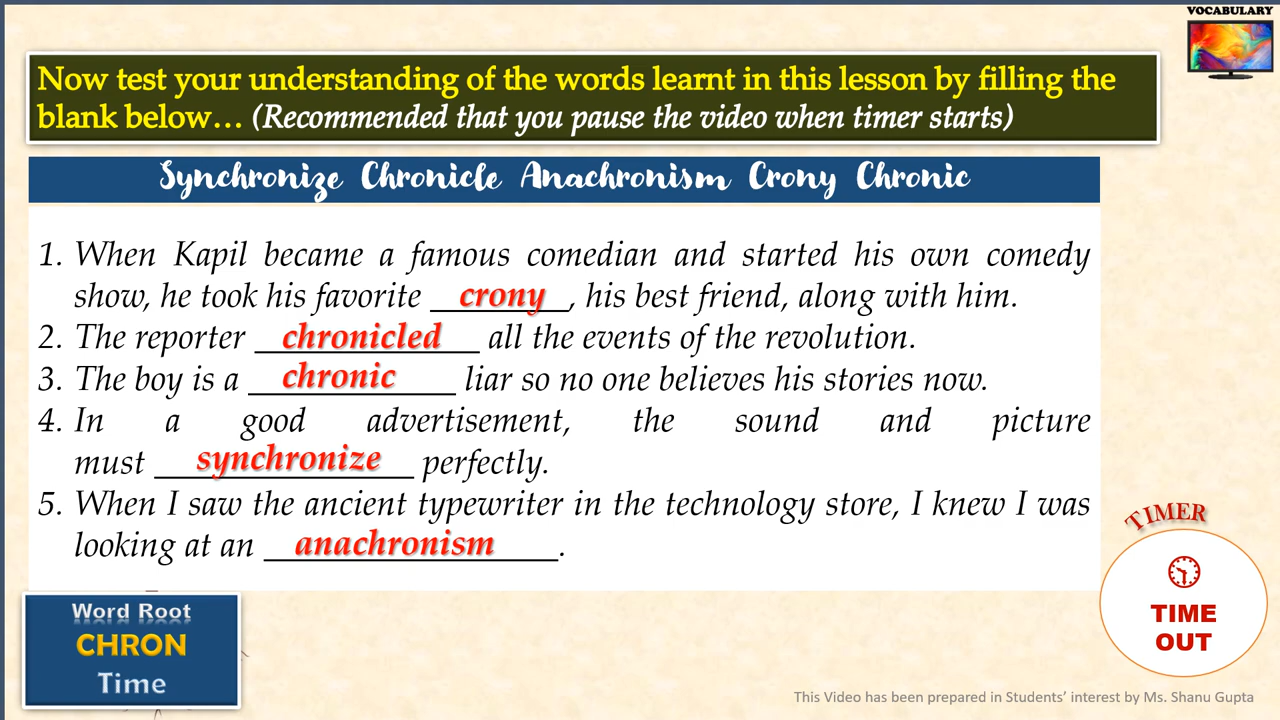 VOCABULARY
Now test your understanding of the words learnt in this lesson by filling the
blank below... (Recommended that you pause the video when timer starts)
Synchronize Chronicle Anachronism Crony Chronic
1. When Kapil became a famous comedian and started his own comedy
show, he took his favorite crony, his best friend, along with him.
2. The reporter chronicled all the events of the revolution.
3. The boy is a chronic liar so no one believes his stories now.
4. In a good advertisement, the sound and picture
must synchronize perfectly.
5. When I saw the ancient typewriter in the technology store, I knew I was
looking at an anachronism.
TIMER
TIME
OUT
Word Root
CHRON
Time
This Video has been prepared in Students' interest by Ms. Shanu Gupta